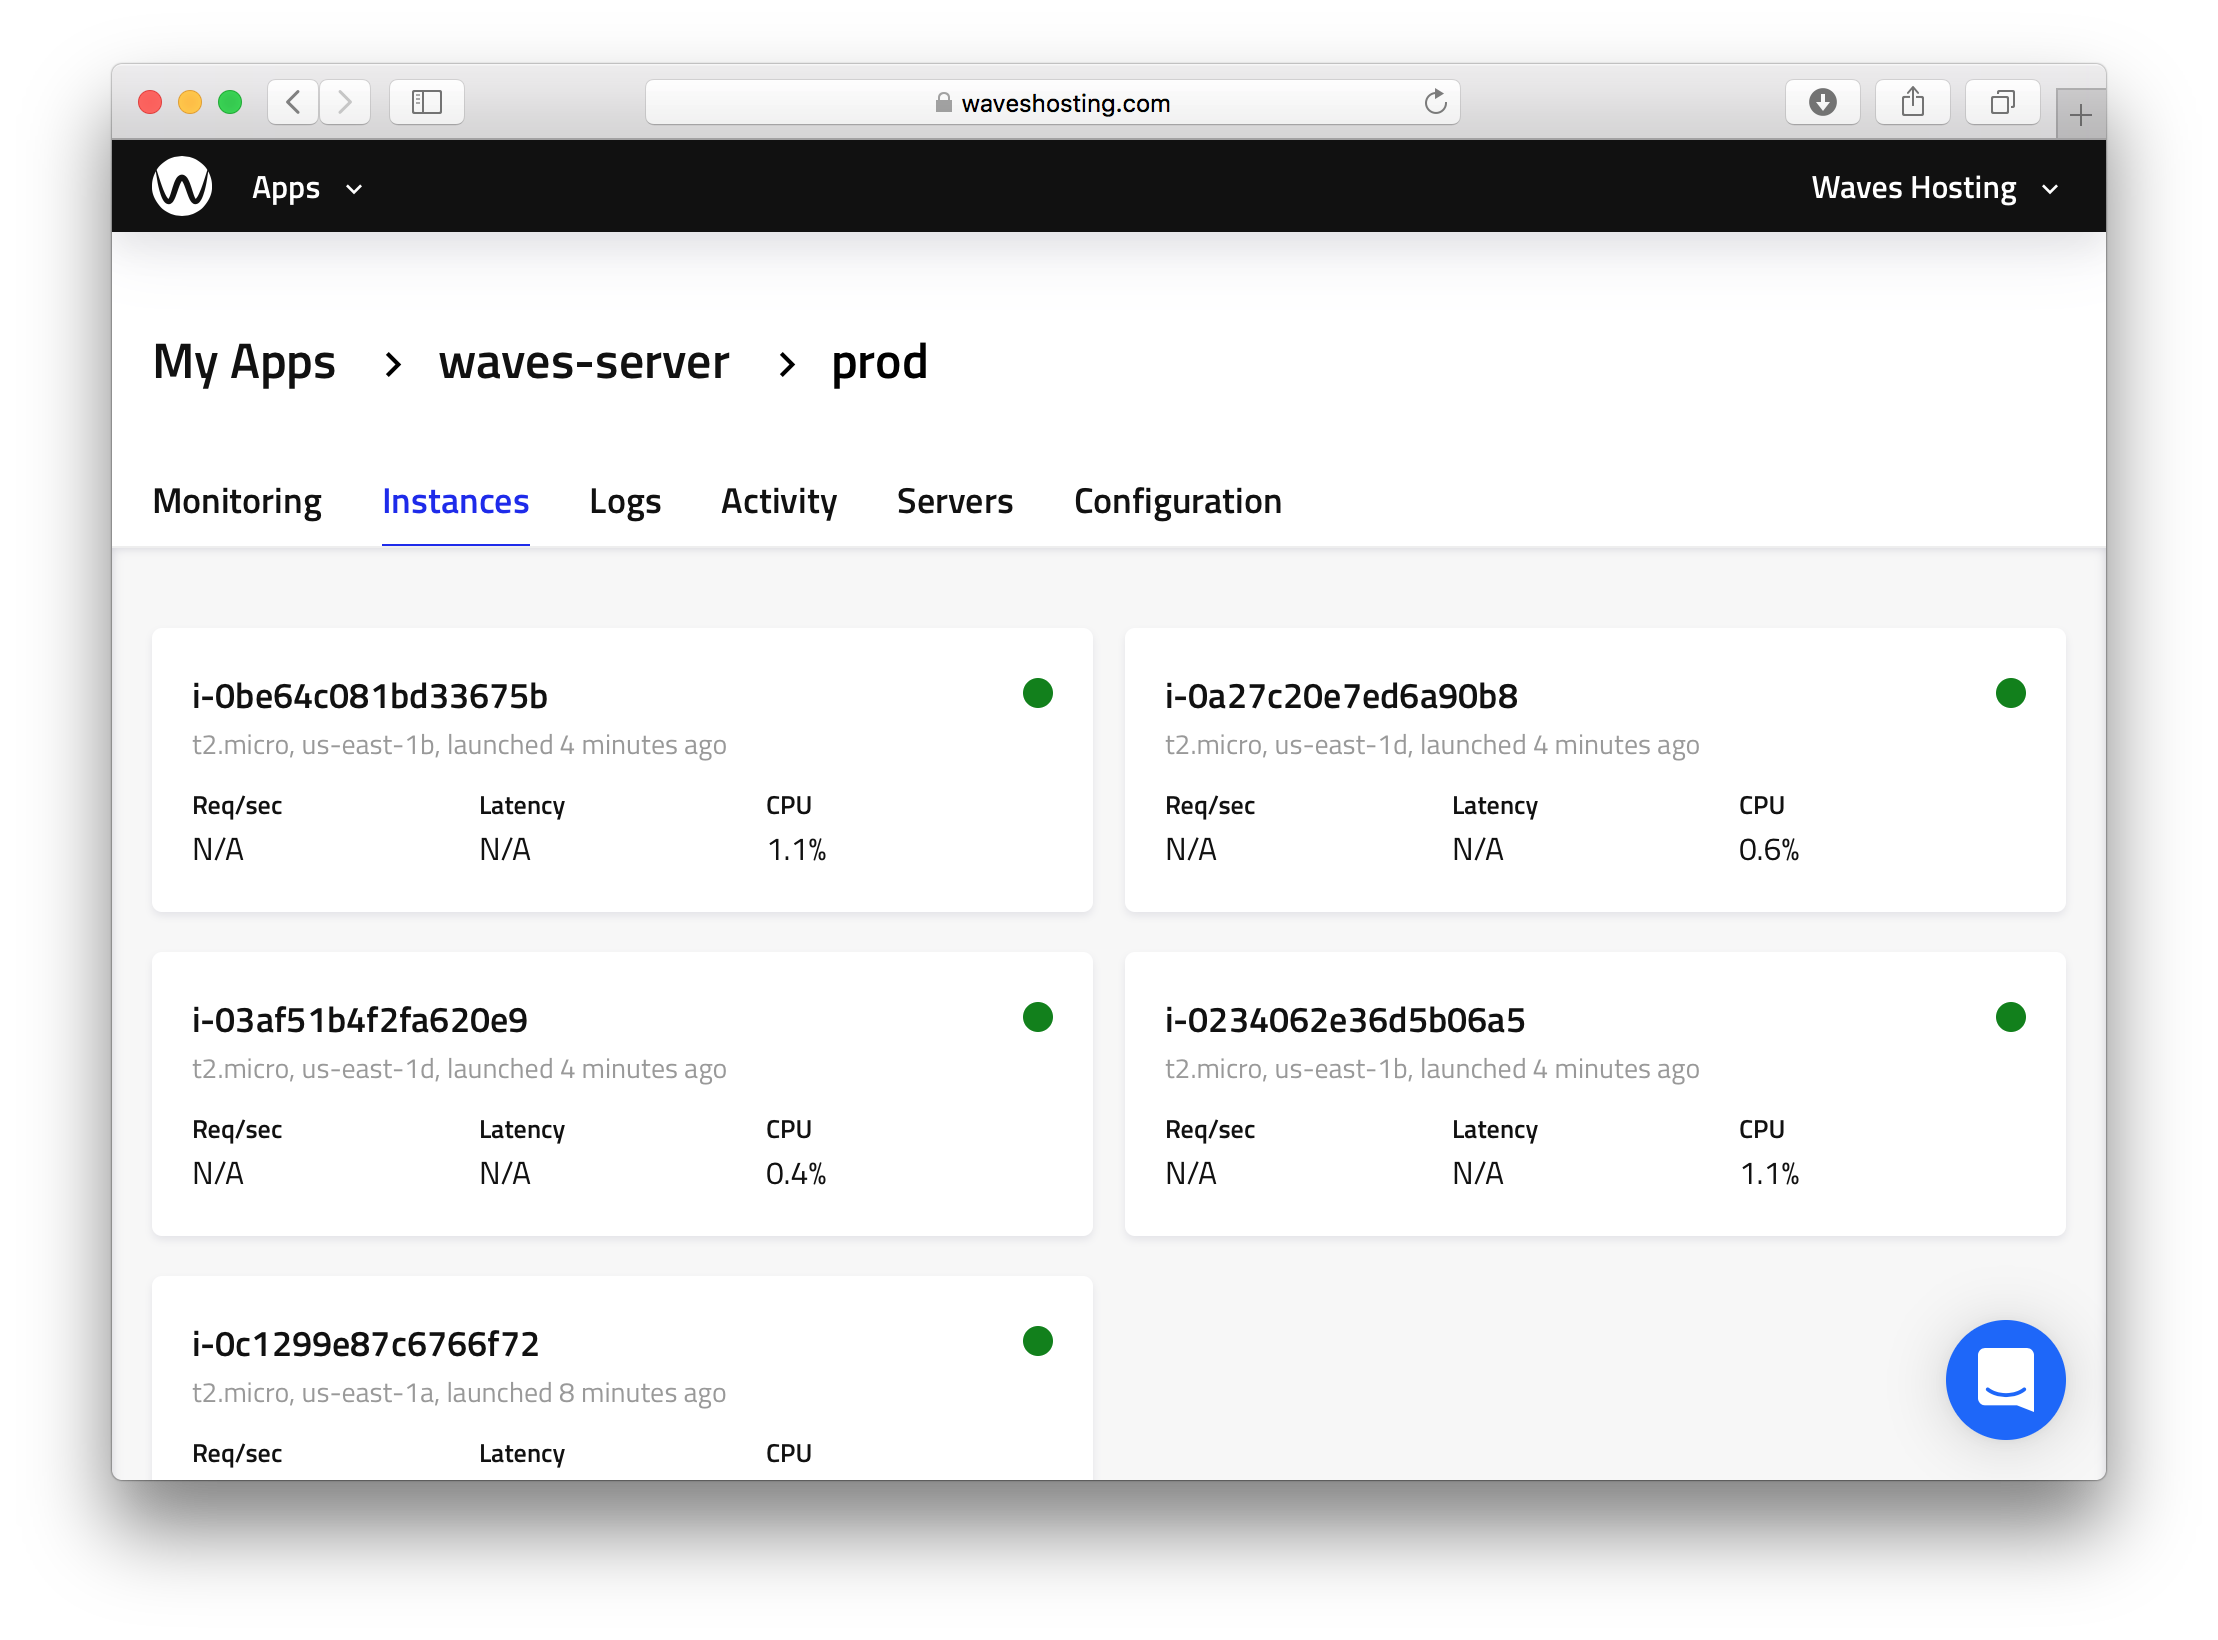 waveshosting.com
Apps
Waves Hosting
My Apps > waves-server > prod
Monitoring Instances Logs Activity Servers Configuration
i-0be64c081bd33675b
t2.micro, us-east-1b, launched 4 minutes ago
Req/sec Latency CPU
N/A N/A 1.1%
i-0a27c20e7ed6a90b8
t2.micro, us-east-1d, launched 4 minutes ago
Req/sec Latency CPU
N/A N/A 0.6%
i-03af51b4f2fa620e9
t2.micro, us-east-1d, launched 4 minutes ago
Req/sec Latency CPU
N/A N/A 0.4%
i-0234062e36d5b06a5
t2.micro, us-east-1b, launched 4 minutes ago
Req/sec Latency CPU
N/A N/A 1.1%
i-0c1299e87c6766f72
t2.micro, us-east-1a, launched 8 minutes ago
Req/sec Latency CPU